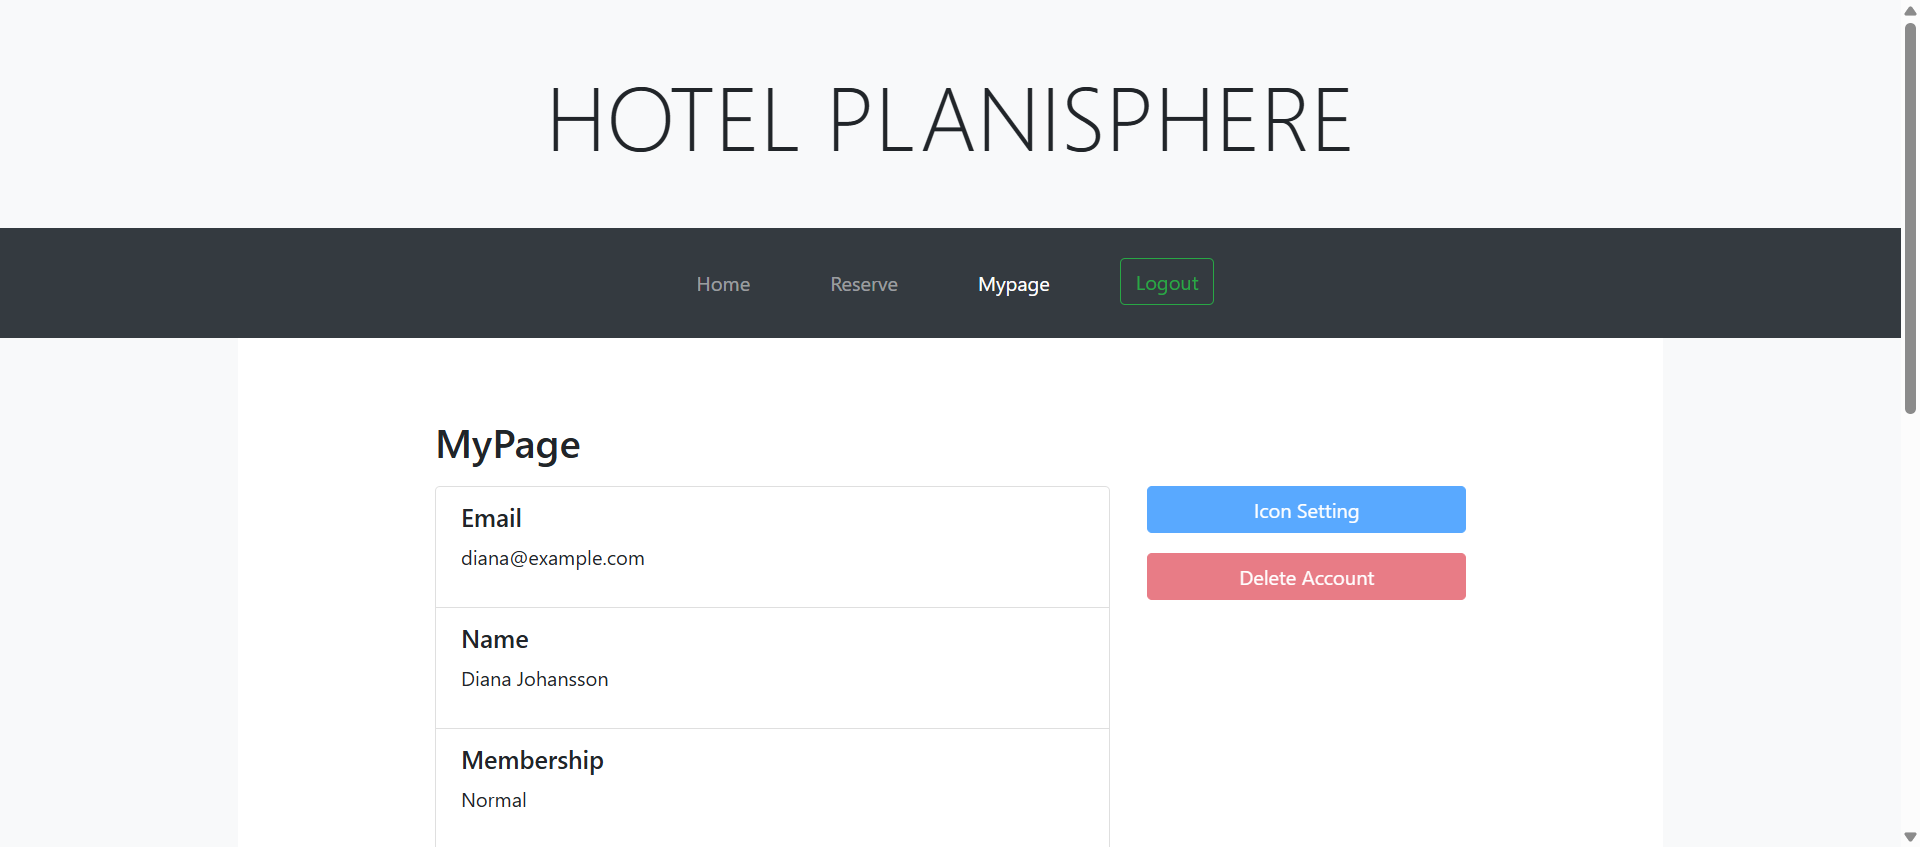 HOTEL PLANISPHERE
Home Reserve Mypage Logout
MyPage
Email
diana@example.com
Name
Diana Johansson
Membership
Normal
Icon Setting
Delete Account